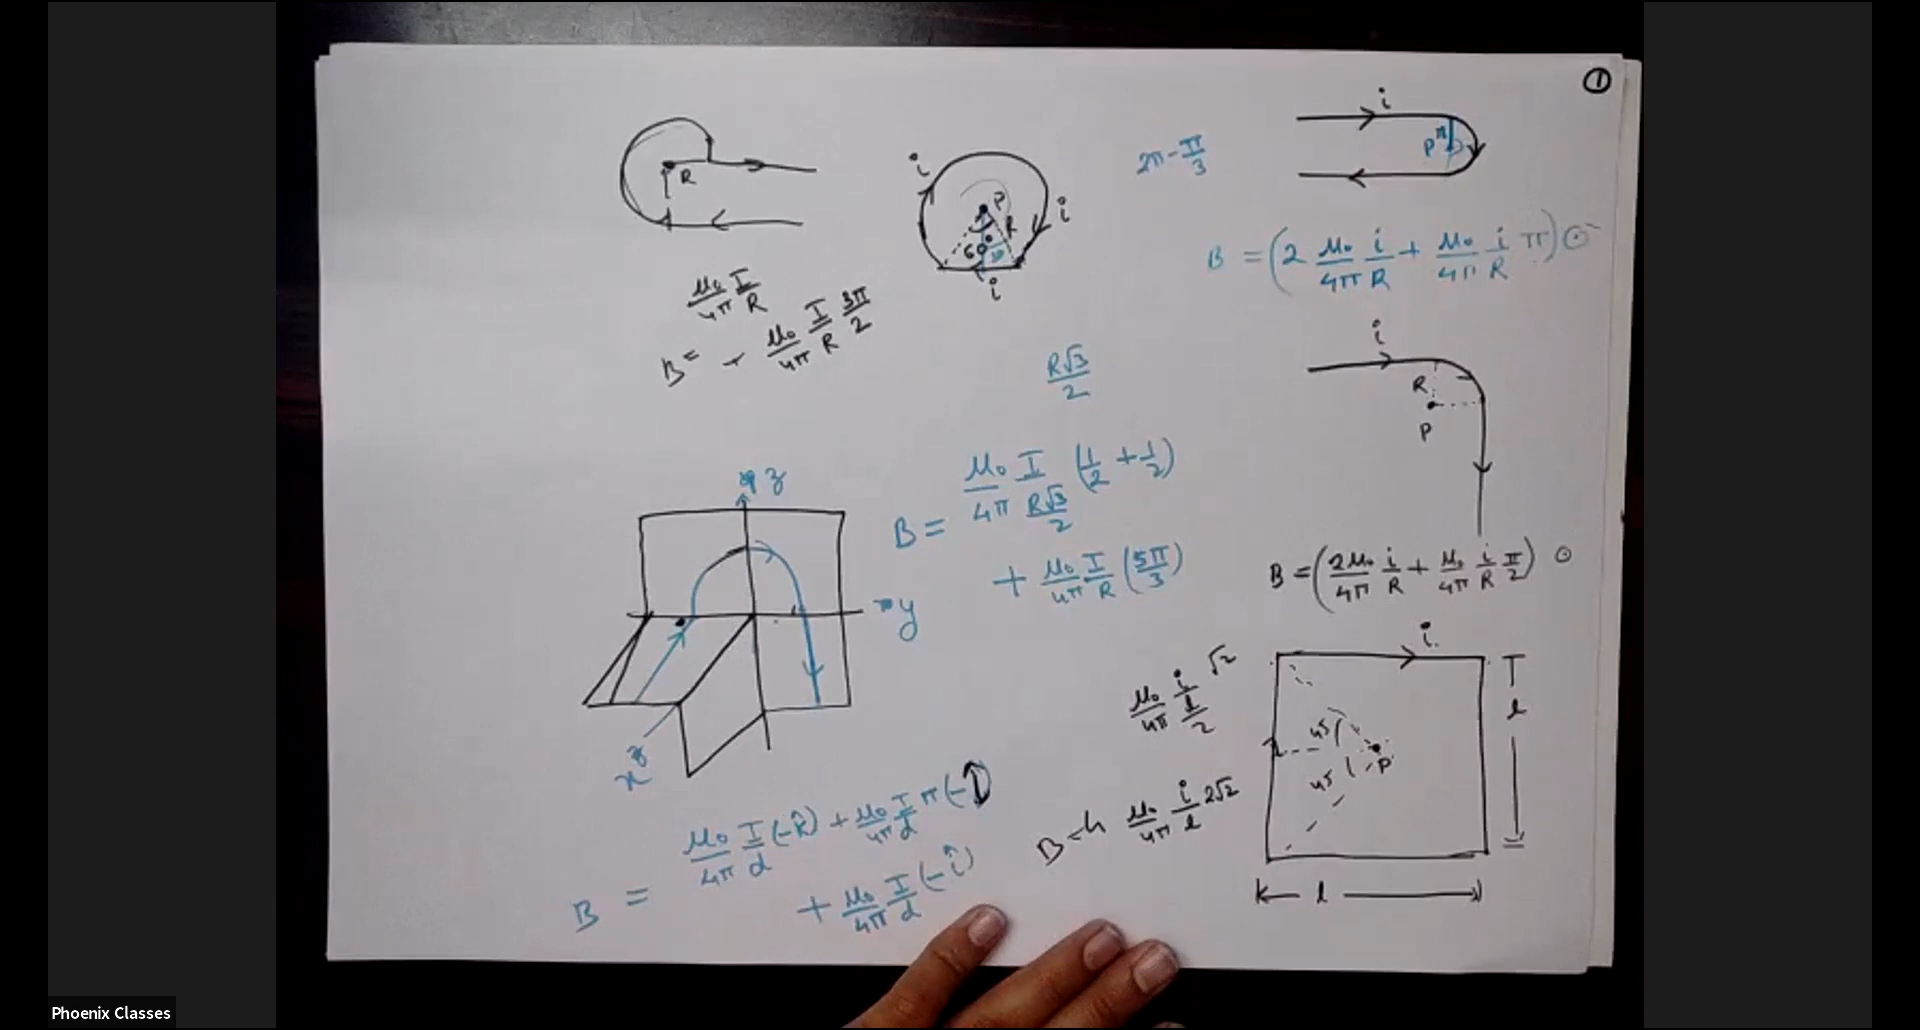 ①
i
P
π
B = (2 μ₀/4π i/R + μ₀/4π i/R π) ⊙
2π - π/3
i
i
i
P
R
60
30
R
μ₀/4π I/R
B = + μ₀/4π I/R 3π/2
i
R
P
B = (2μ₀/4π i/R + μ₀/4π i/R π/2) ⊙
R√3/2
B = μ₀/4π I/(R√3/2) (1/2 + 1/2)
+ μ₀/4π I/R (5π/3)
z
y
x
B = μ₀/4π I/d (-k̂) + μ₀/4π I/d π (-î)
+ μ₀/4π I/d (-î)
i
l
45
45
P
l
μ₀/4π i/(l/2) √2
B = 4 μ₀/4π i/l 2√2
Phoenix Classes